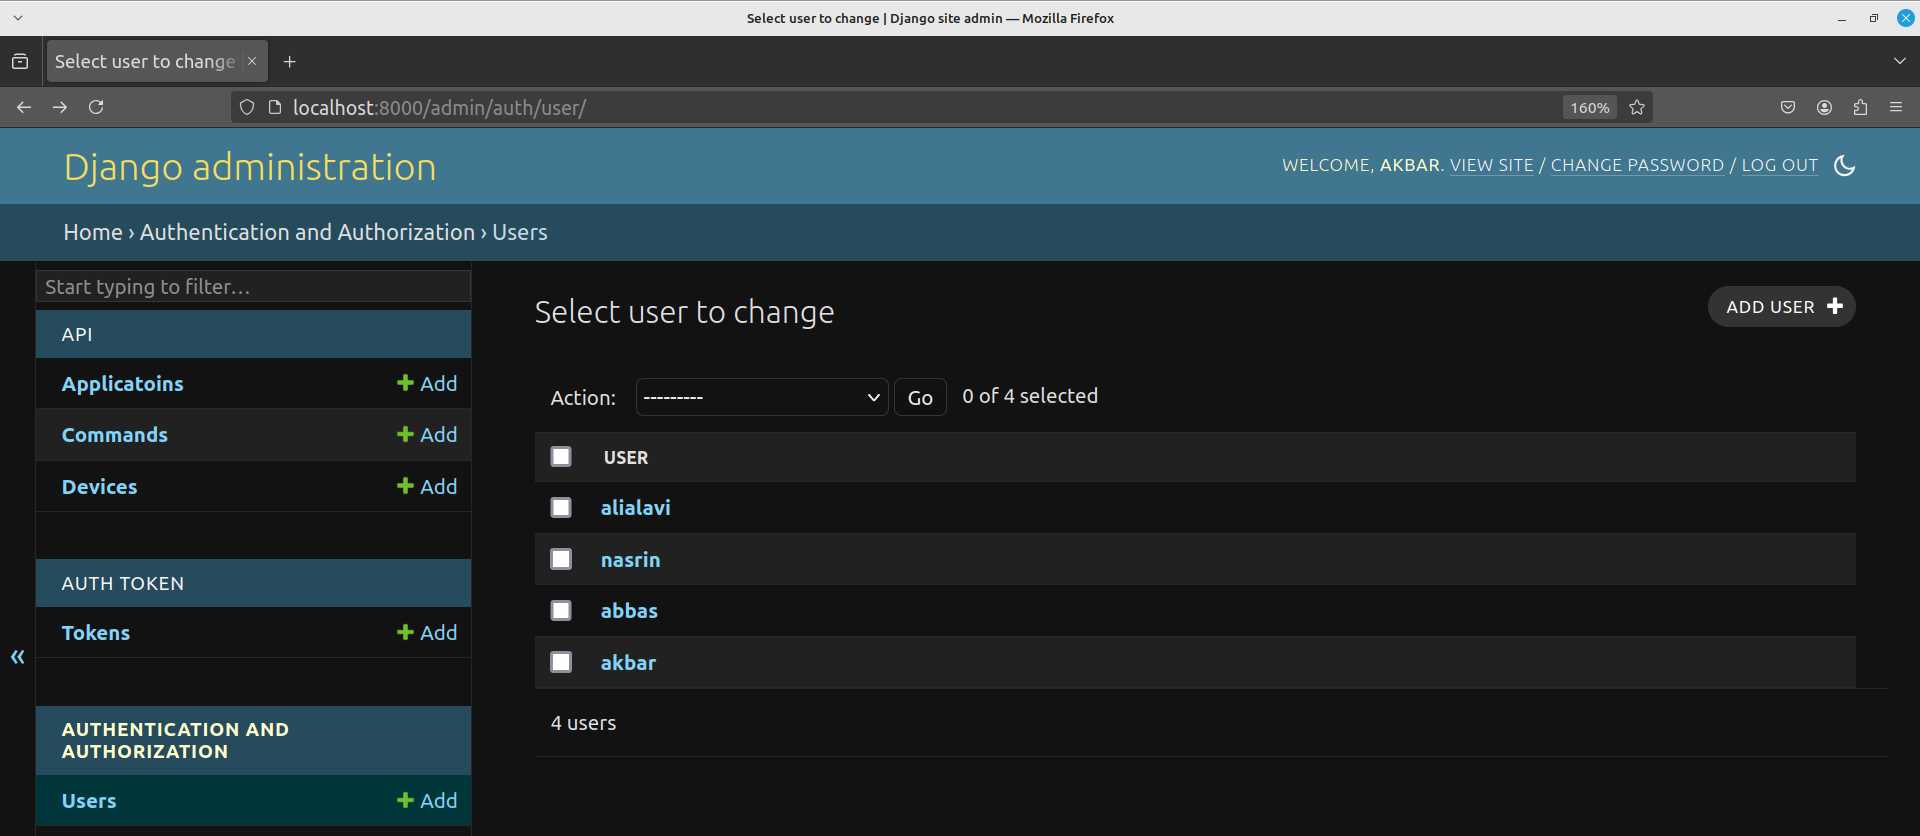 Select user to change | Django site admin — Mozilla Firefox
Select user to change
localhost:8000/admin/auth/user/
160%
Django administration
WELCOME, AKBAR. VIEW SITE / CHANGE PASSWORD / LOG OUT
Home › Authentication and Authorization › Users
Start typing to filter…
API
Applicatoins
Add
Commands
Add
Devices
Add
AUTH TOKEN
Tokens
Add
AUTHENTICATION AND
AUTHORIZATION
Users
Add
«
Select user to change
ADD USER
Action:
---------
Go
0 of 4 selected
USER
alialavi
nasrin
abbas
akbar
4 users